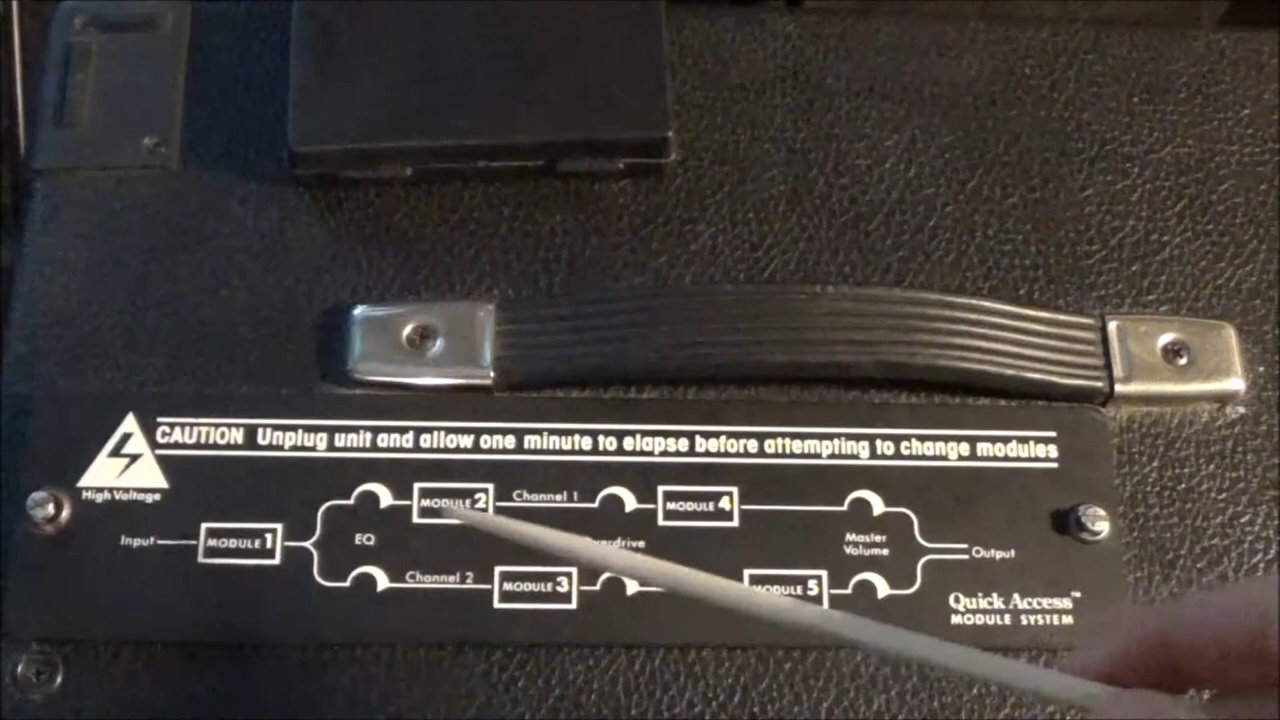 CAUTION Unplug unit and allow one minute to elapse before attempting to change modules
High Voltage
MODULE 2
Channel 1
MODULE 4
Input
MODULE 1
EQ
Master
Volume
Output
Channel 2
MODULE 3
MODULE 5
Quick Access™
MODULE SYSTEM